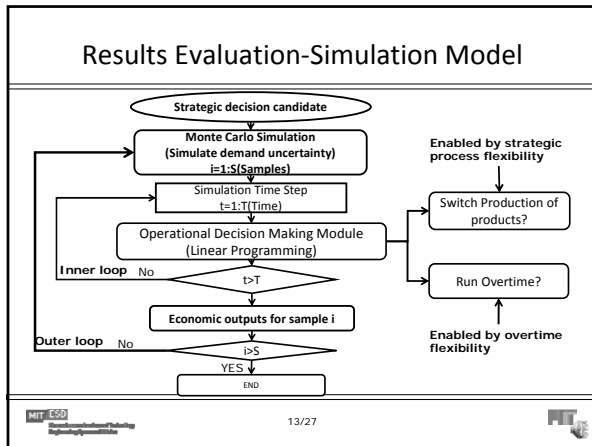 Results Evaluation-Simulation Model
Strategic decision candidate
Monte Carlo Simulation
(Simulate demand uncertainty)
i=1:S(Samples)
Simulation Time Step
t=1:T(Time)
Operational Decision Making Module
(Linear Programming)
Enabled by strategic
process flexibility
Switch Production of
products?
Run Overtime?
Enabled by overtime
flexibility
Inner loop No
t>T
Economic outputs for sample i
Outer loop No
i>S
YES
END
MIT ESD
13/27